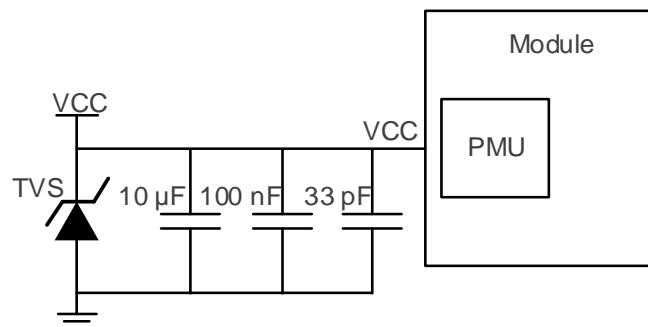 Module
VCC
VCC
PMU
TVS
10 µF
100 nF
33 pF